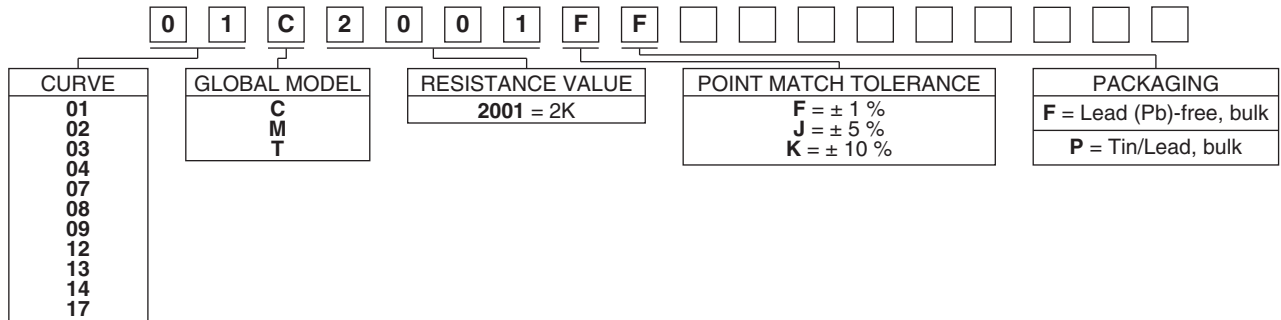 0 1 C 2 0 0 1 F F
CURVE
01
02
03
04
07
08
09
12
13
14
17
GLOBAL MODEL
C
M
T
RESISTANCE VALUE
2001 = 2K
POINT MATCH TOLERANCE
F = ± 1 %
J = ± 5 %
K = ± 10 %
PACKAGING
F = Lead (Pb)-free, bulk
P = Tin/Lead, bulk